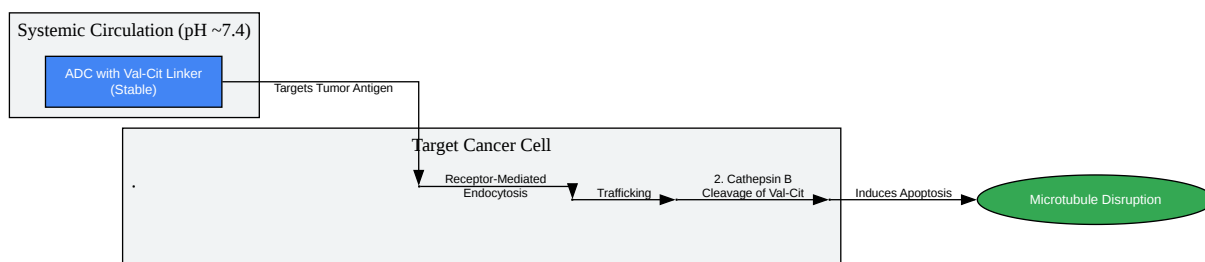 Systemic Circulation (pH ~7.4)
ADC with Val-Cit Linker
(Stable)
Targets Tumor Antigen
Target Cancer Cell
Receptor-Mediated
Endocytosis
Trafficking
2. Cathepsin B
Cleavage of Val-Cit
Induces Apoptosis
Microtubule Disruption